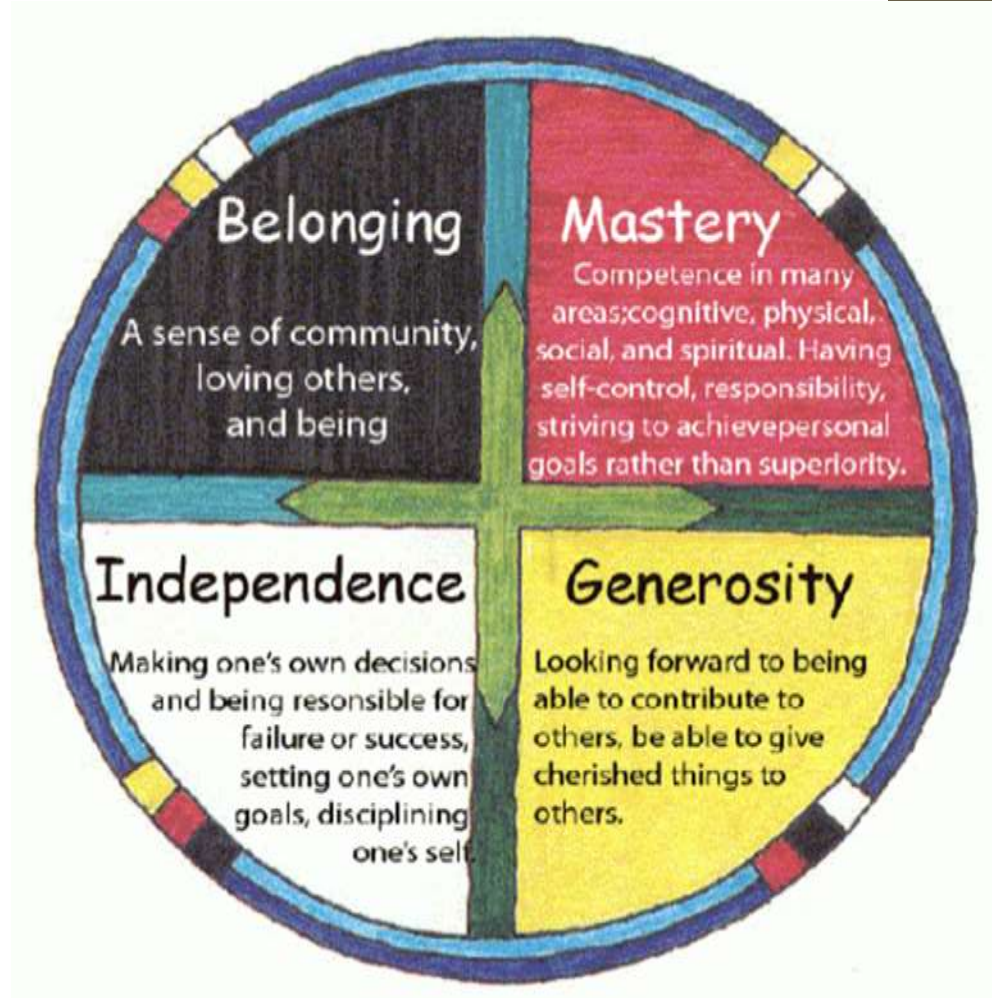 Belonging
A sense of community,
loving others,
and being
Mastery
Competence in many
areas;cognitive, physical,
social, and spiritual. Having
self-control, responsibility,
striving to achievepersonal
goals rather than superiority.
Independence
Making one's own decisions
and being resonsible for
failure or success,
setting one's own
goals, disciplining
one's self.
Generosity
Looking forward to being
able to contribute to
others, be able to give
cherished things to
others.